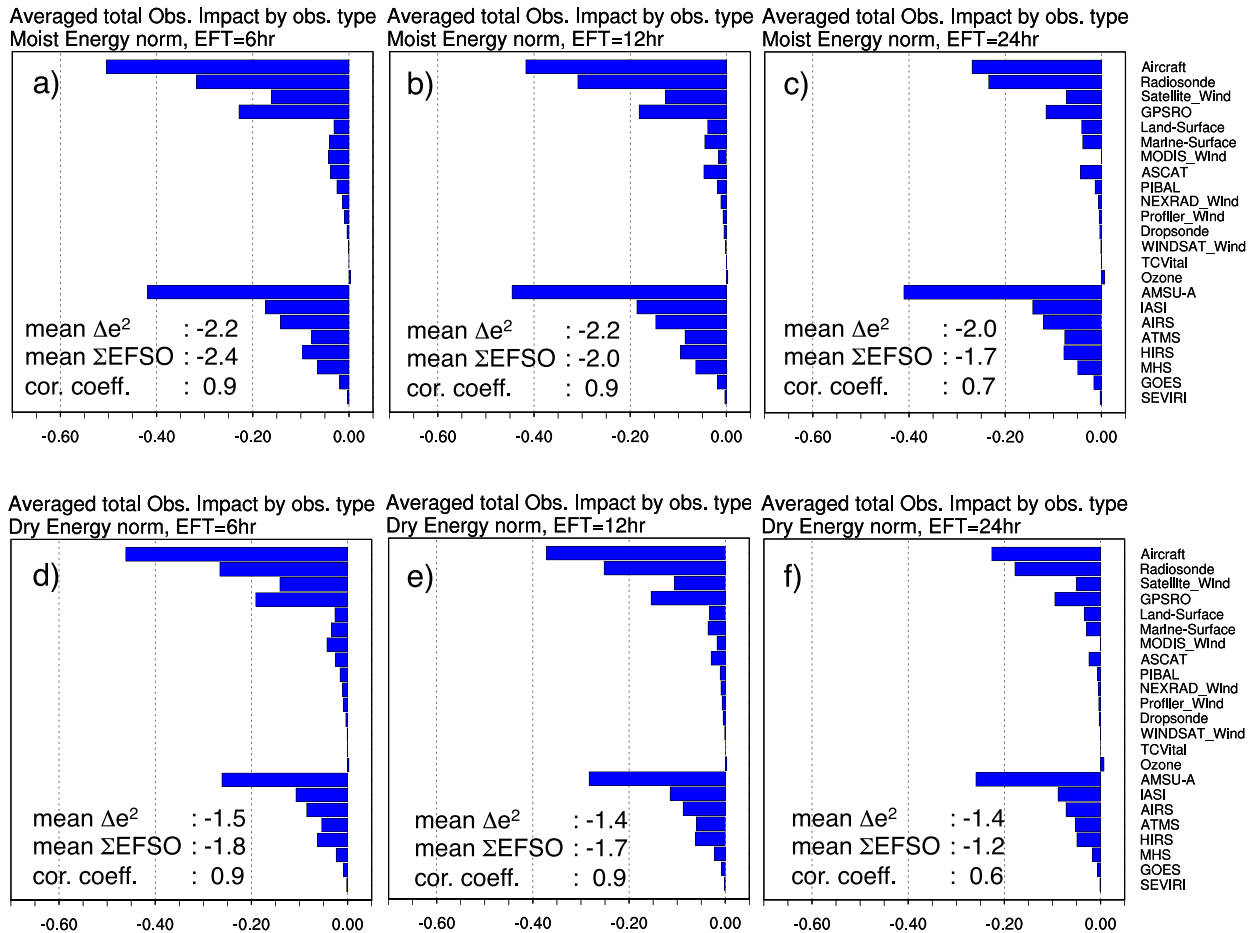 Averaged total Obs. Impact by obs. type
Moist Energy norm, EFT=6hr
a)
mean Δe² : -2.2
mean ΣEFSO : -2.4
cor. coeff. : 0.9
-0.60 -0.40 -0.20 0.00
Averaged total Obs. Impact by obs. type
Moist Energy norm, EFT=12hr
b)
mean Δe² : -2.2
mean ΣEFSO : -2.0
cor. coeff. : 0.9
-0.60 -0.40 -0.20 0.00
Averaged total Obs. Impact by obs. type
Moist Energy norm, EFT=24hr
c)
mean Δe² : -2.0
mean ΣEFSO : -1.7
cor. coeff. : 0.7
-0.60 -0.40 -0.20 0.00
Aircraft
Radiosonde
Satellite_Wind
GPSRO
Land-Surface
Marine-Surface
MODIS_Wind
ASCAT
PIBAL
NEXRAD_Wind
Profiler_Wind
Dropsonde
WINDSAT_Wind
TCVital
Ozone
AMSU-A
IASI
AIRS
ATMS
HIRS
MHS
GOES
SEVIRI
Averaged total Obs. Impact by obs. type
Dry Energy norm, EFT=6hr
d)
mean Δe² : -1.5
mean ΣEFSO : -1.8
cor. coeff. : 0.9
-0.60 -0.40 -0.20 0.00
Averaged total Obs. Impact by obs. type
Dry Energy norm, EFT=12hr
e)
mean Δe² : -1.4
mean ΣEFSO : -1.7
cor. coeff. : 0.9
-0.60 -0.40 -0.20 0.00
Averaged total Obs. Impact by obs. type
Dry Energy norm, EFT=24hr
f)
mean Δe² : -1.4
mean ΣEFSO : -1.2
cor. coeff. : 0.6
-0.60 -0.40 -0.20 0.00
Aircraft
Radiosonde
Satellite_Wind
GPSRO
Land-Surface
Marine-Surface
MODIS_Wind
ASCAT
PIBAL
NEXRAD_Wind
Profiler_Wind
Dropsonde
WINDSAT_Wind
TCVital
Ozone
AMSU-A
IASI
AIRS
ATMS
HIRS
MHS
GOES
SEVIRI